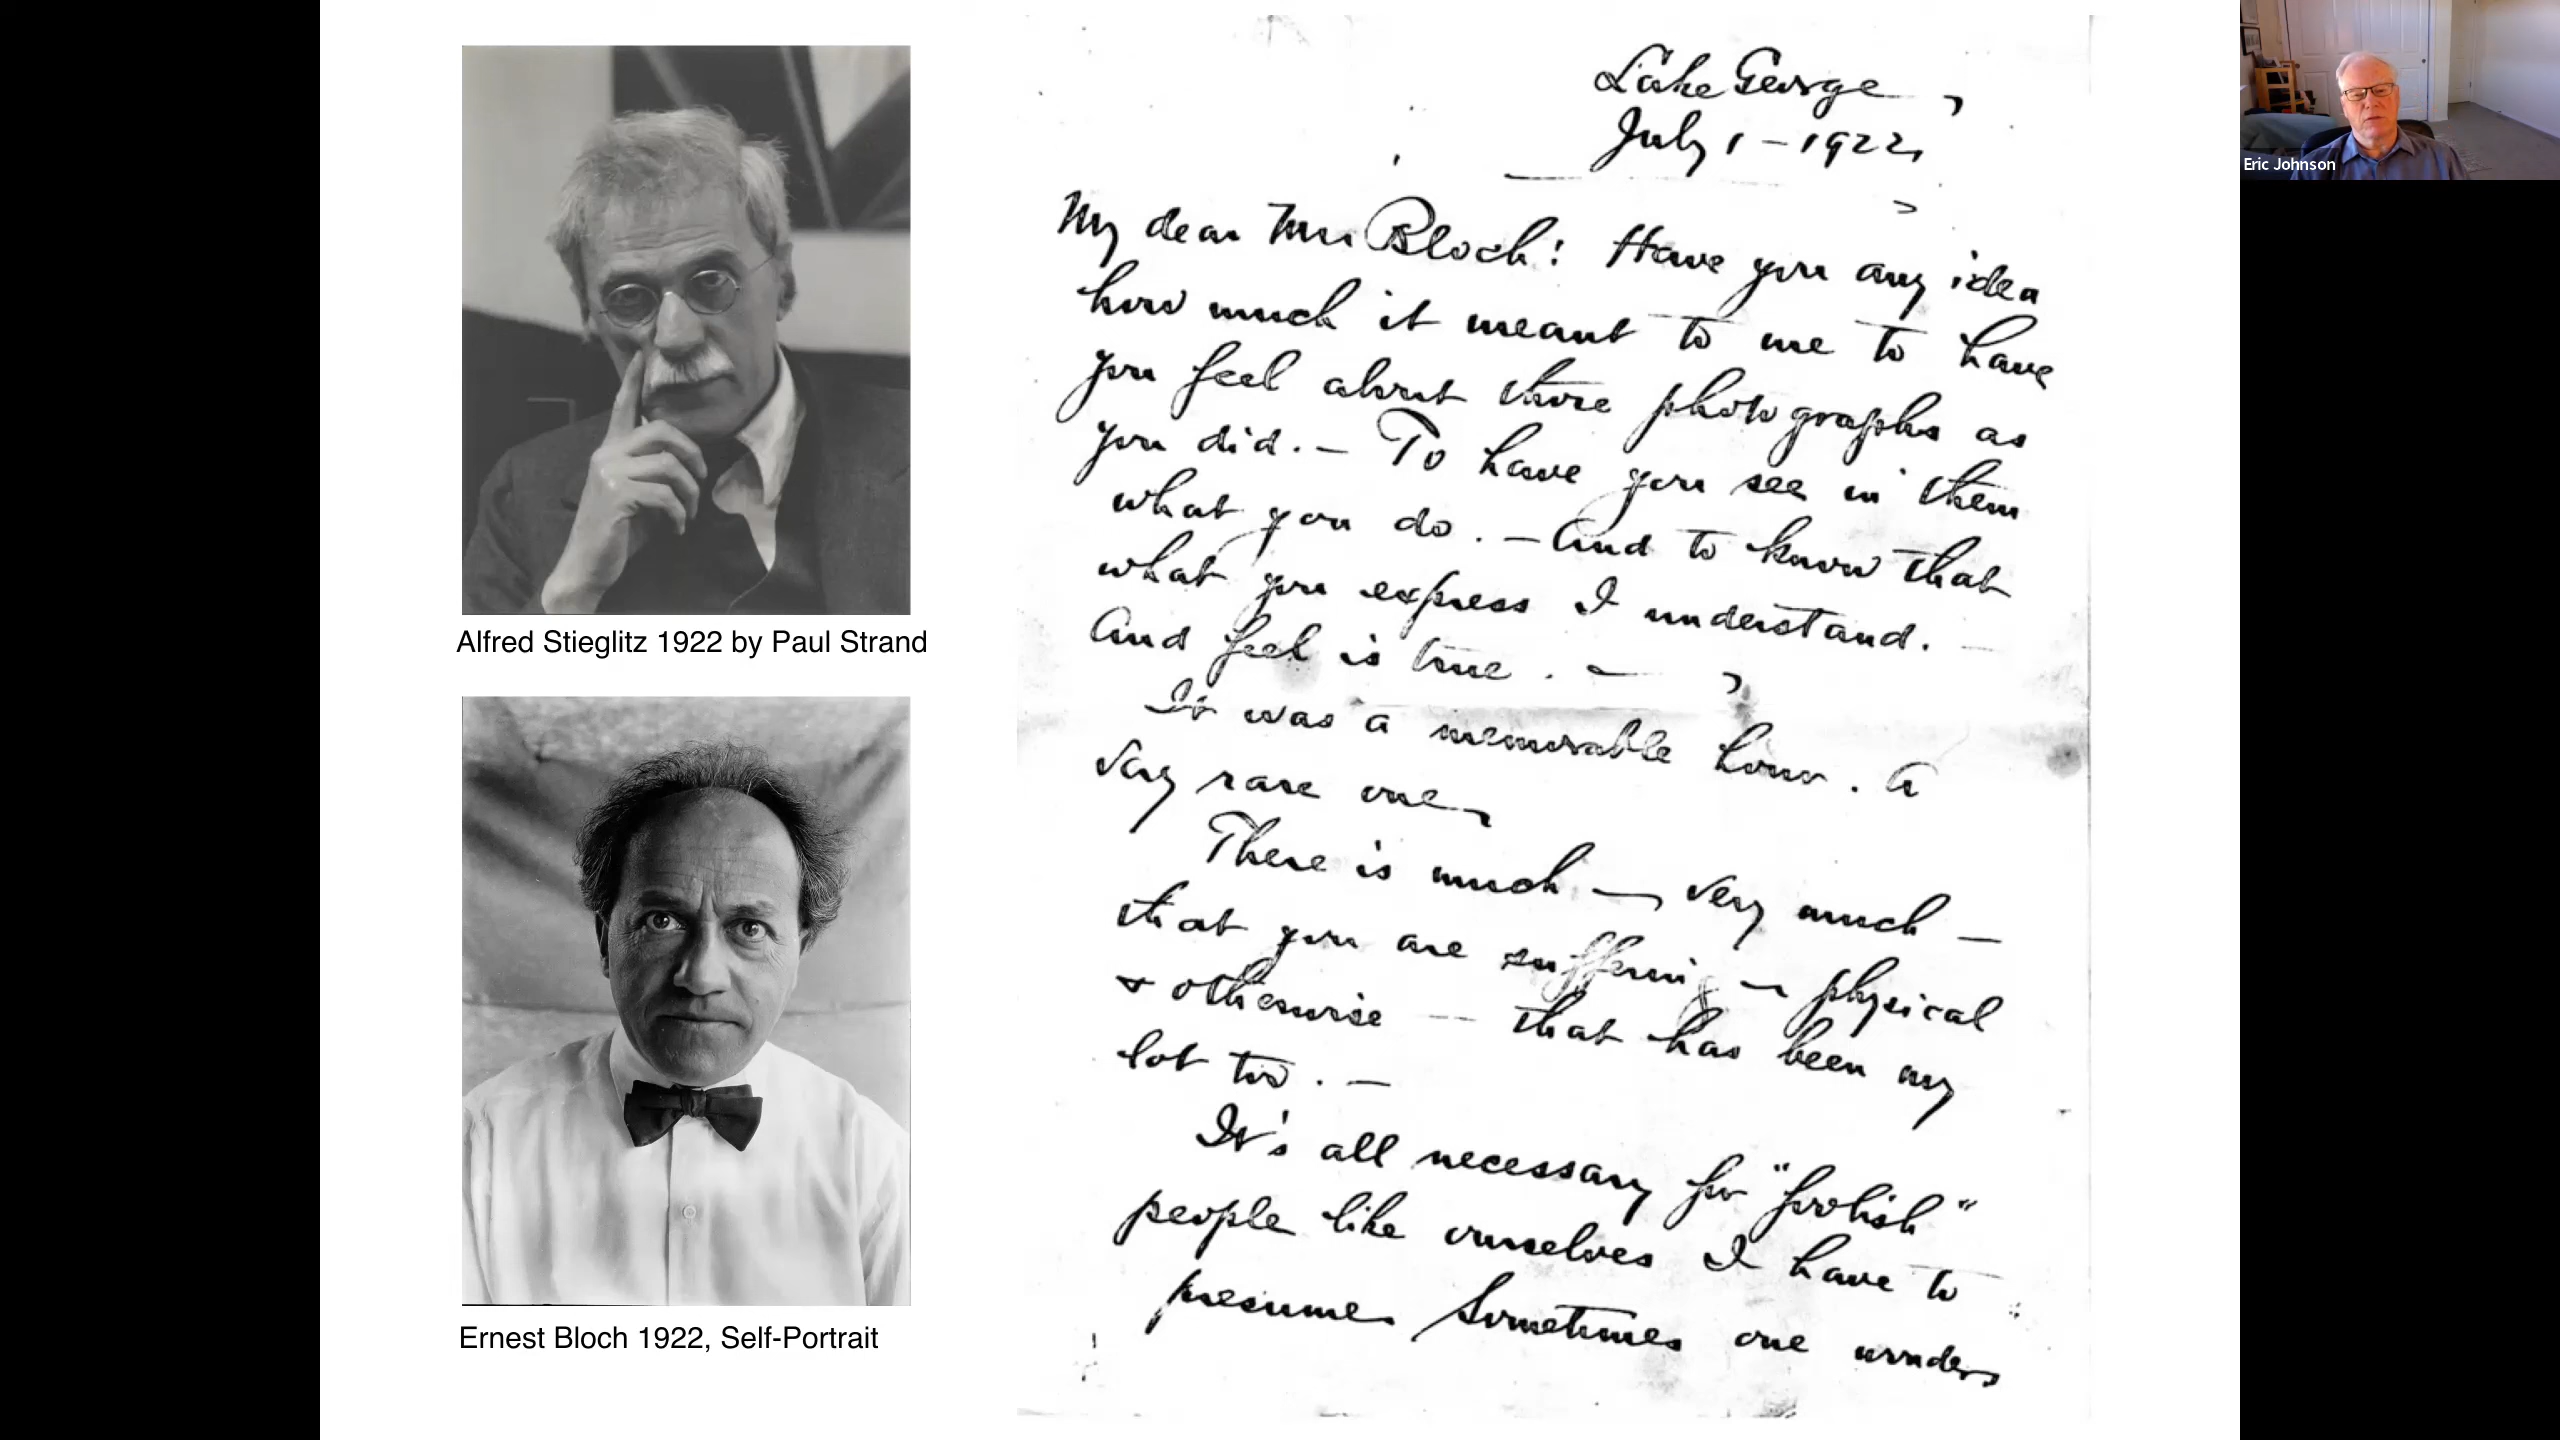 Alfred Stieglitz 1922 by Paul Strand
Ernest Bloch 1922, Self-Portrait
Lake George,
July 1 – 1922,
My dear Mr Bloch! Have you any idea
how much it meant to me to have
you feel about those photographs as
you did. – To have you see in them
what you do. – And to know that
what you express I understand. –
And feel is true. –
It was a memorable hour. A
very rare one,
There is much – very much –
that you are suffering – physical
& otherwise – that has been my
lot too. –
It's all necessary for "foolish"
people like ourselves I have to
presume. Sometimes one wonders
Eric Johnson